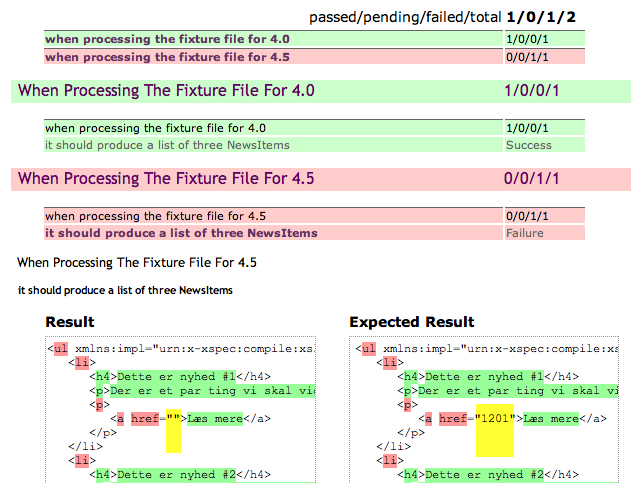 passed/pending/failed/total 1/0/1/2
when processing the fixture file for 4.0 1/0/0/1
when processing the fixture file for 4.5 0/0/1/1
When Processing The Fixture File For 4.0 1/0/0/1
when processing the fixture file for 4.0 1/0/0/1
it should produce a list of three NewsItems Success
When Processing The Fixture File For 4.5 0/0/1/1
when processing the fixture file for 4.5 0/0/1/1
it should produce a list of three NewsItems Failure
When Processing The Fixture File For 4.5
it should produce a list of three NewsItems
Result
<ul xmlns:impl="urn:x-xspec:compile:xs
<li>
<h4>Dette er nyhed #1</h4>
<p>Der er et par ting vi skal vi
<p>
<a href="">Læs mere</a>
</p>
</li>
<li>
<h4>Dette er nyhed #2</h4>
Expected Result
<ul xmlns:impl="urn:x-xspec:compile:xs
<li>
<h4>Dette er nyhed #1</h4>
<p>Der er et par ting vi skal vi
<p>
<a href="1201">Læs mere</a>
</p>
</li>
<li>
<h4>Dette er nyhed #2</h4>